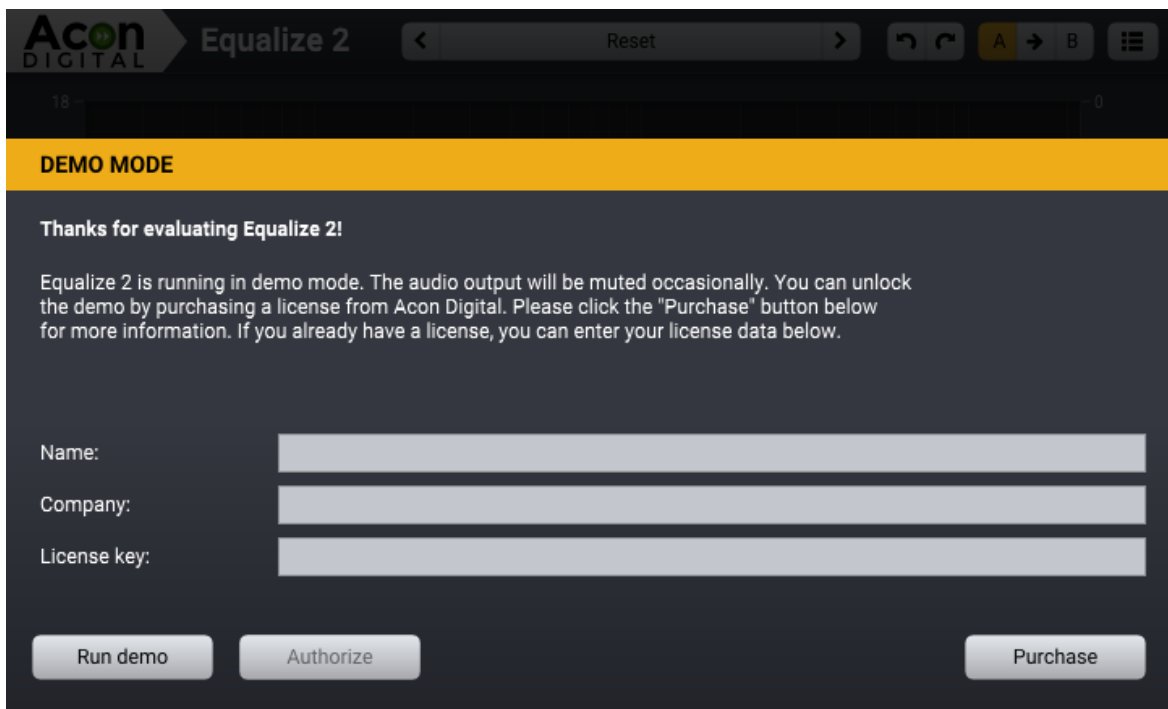 Acon
DIGITAL
Equalize 2
Reset
A
B
18
0
DEMO MODE
Thanks for evaluating Equalize 2!
Equalize 2 is running in demo mode. The audio output will be muted occasionally. You can unlock
the demo by purchasing a license from Acon Digital. Please click the "Purchase" button below
for more information. If you already have a license, you can enter your license data below.
Name:
Company:
License key:
Run demo
Authorize
Purchase